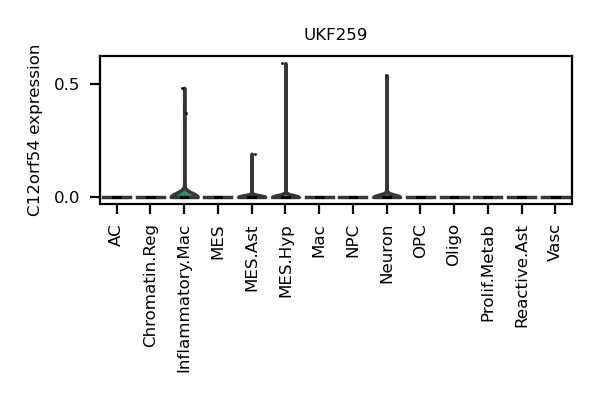 UKF259
C12orf54 expression
0.5
0.0
AC
Chromatin.Reg
Inflammatory.Mac
MES
MES.Ast
MES.Hyp
Mac
NPC
Neuron
OPC
Oligo
Prolif.Metab
Reactive.Ast
Vasc